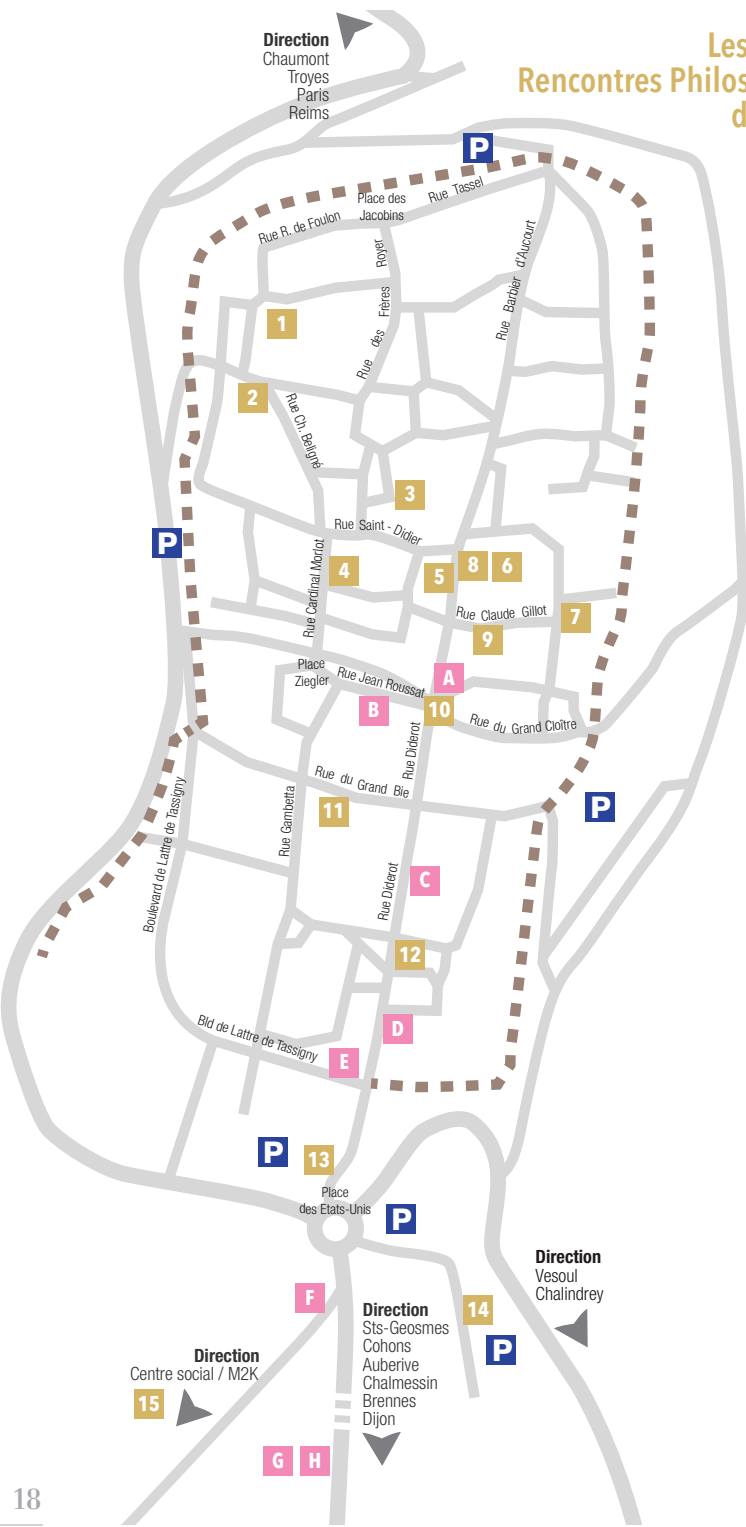 Les
Rencontres Philos
d
Direction
Chaumont
Troyes
Paris
Reims
P
Place des
Jacobins
Rue Tassel
Rue R. de Foulon
Rue des Frères Royer
Rue Barbier d'Aucourt
1
2
Rue Ch. Beligné
3
Rue Saint - Didier
P
4
5
8
6
Rue Cardinal Morlot
Rue Claude Gillot
7
9
Place
Ziegler
Rue Jean Roussat
A
B
10
Rue du Grand Cloître
Rue Diderot
Rue du Grand Bie
11
P
Rue Gambetta
Boulevard de Lattre de Tassigny
C
Rue Diderot
12
D
Bld de Lattre de Tassigny
E
P
13
Place
des Etats-Unis
P
Direction
Vesoul
Chalindrey
F
14
Direction
Sts-Geosmes
Cohons
Auberive
Chalmessin
Brennes
Dijon
P
Direction
Centre social / M2K
15
G
H
18